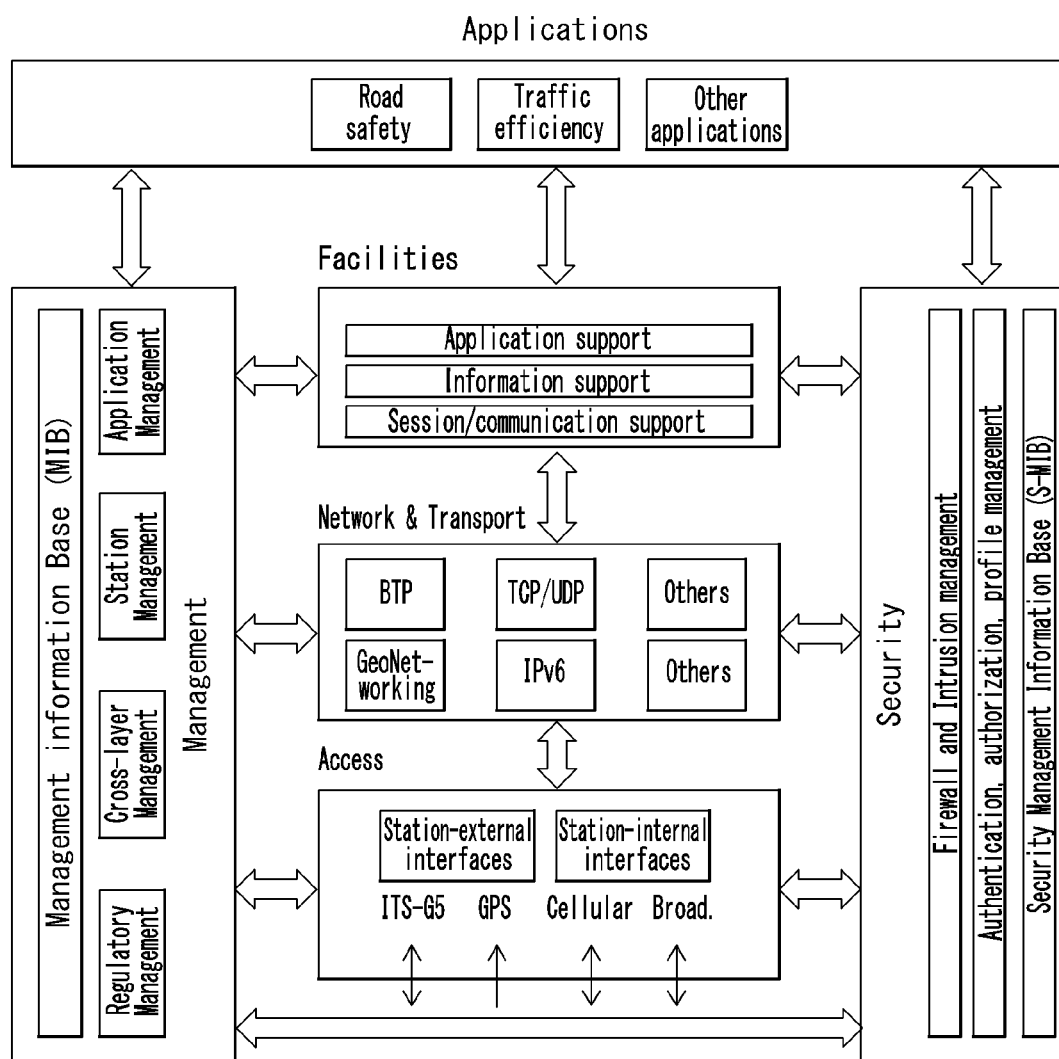 Applications
Road
safety
Traffic
efficiency
Other
applications
Facilities
Application support
Information support
Session/communication support
Management information Base (MIB)
Application
Management
Station
Management
Cross-layer
Management
Regulatory
Management
Management
Network & Transport
BTP
TCP/UDP
Others
GeoNet-
working
IPv6
Others
Access
Station-external
interfaces
Station-internal
interfaces
ITS-G5
GPS
Cellular
Broad.
Security
Firewall and Intrusion management
Authentication, authorization, profile management
Security Management Information Base (S-MIB)